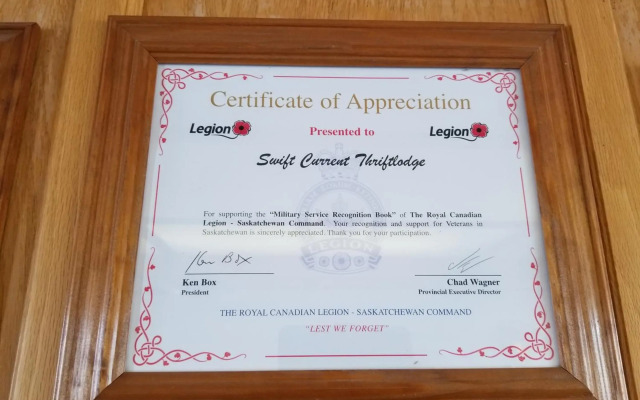 Certificate of Appreciation
Legion
Presented to
Legion
Swift Current Thriftlodge
For supporting the "Military Service Recognition Book" of The Royal Canadian
Legion - Saskatchewan Command. Your recognition and support for Veterans in
Saskatchewan is sincerely appreciated. Thank you for your participation.
LEGION
Ken Box
Ken Box
President
Chad Wagner
Provincial Executive Director
THE ROYAL CANADIAN LEGION - SASKATCHEWAN COMMAND
"LEST WE FORGET"